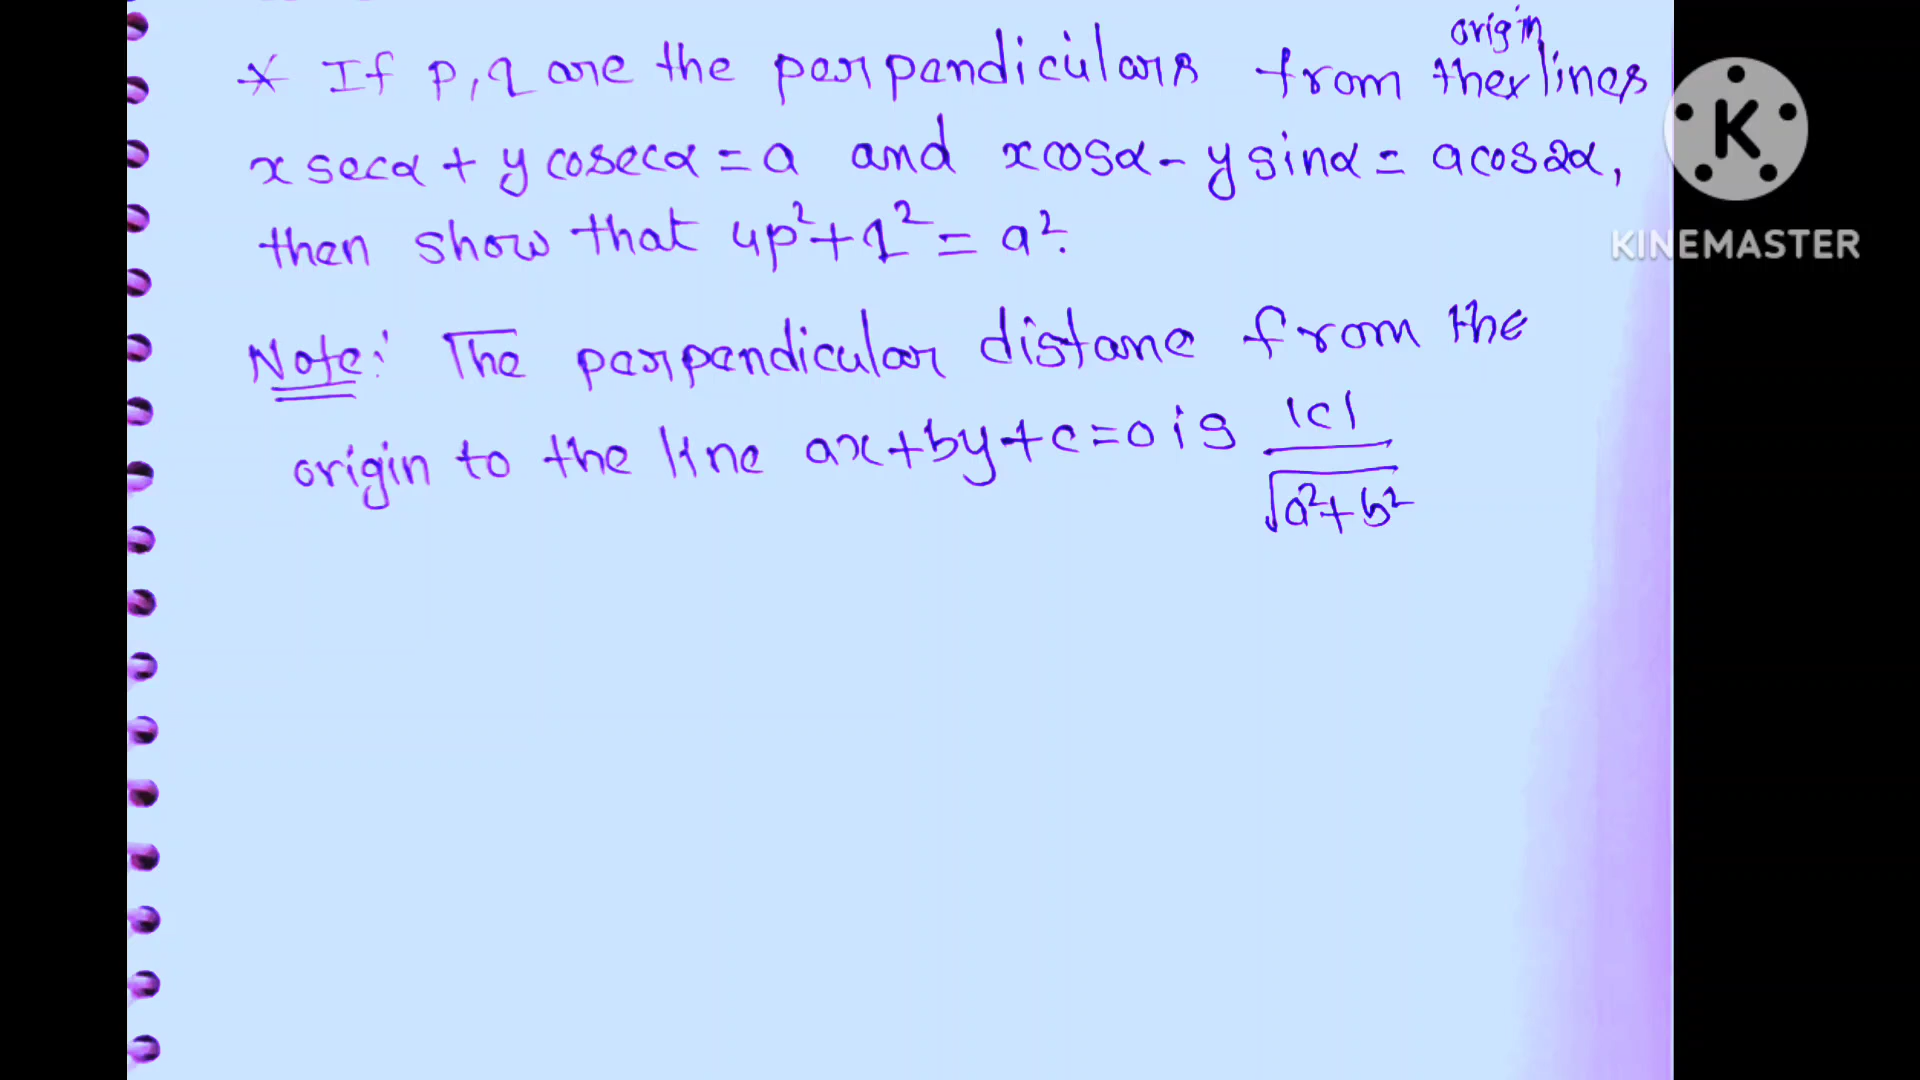 origin
* If p,q are the perpendiculars from the lines
x secα + y cosecα = a and x cosα - y sinα = a cos2α,
then show that 4p²+q² = a².
Note: The perpendicular distane from the
origin to the line ax+by+c=0 is |c|/√a²+b²
K
KINEMASTER